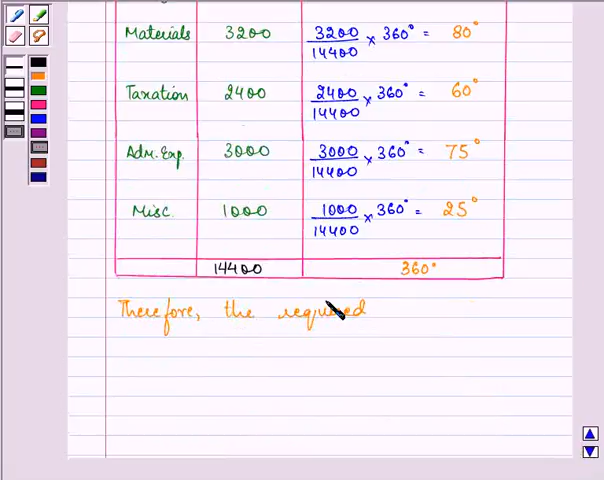 Materials 3200 3200/14400 × 360° = 80°
Taxation 2400 2400/14400 × 360° = 60°
Adm. Exp. 3000 3000/14400 × 360° = 75°
Misc. 1000 1000/14400 × 360° = 25°
14400 360°
Therefore, the required